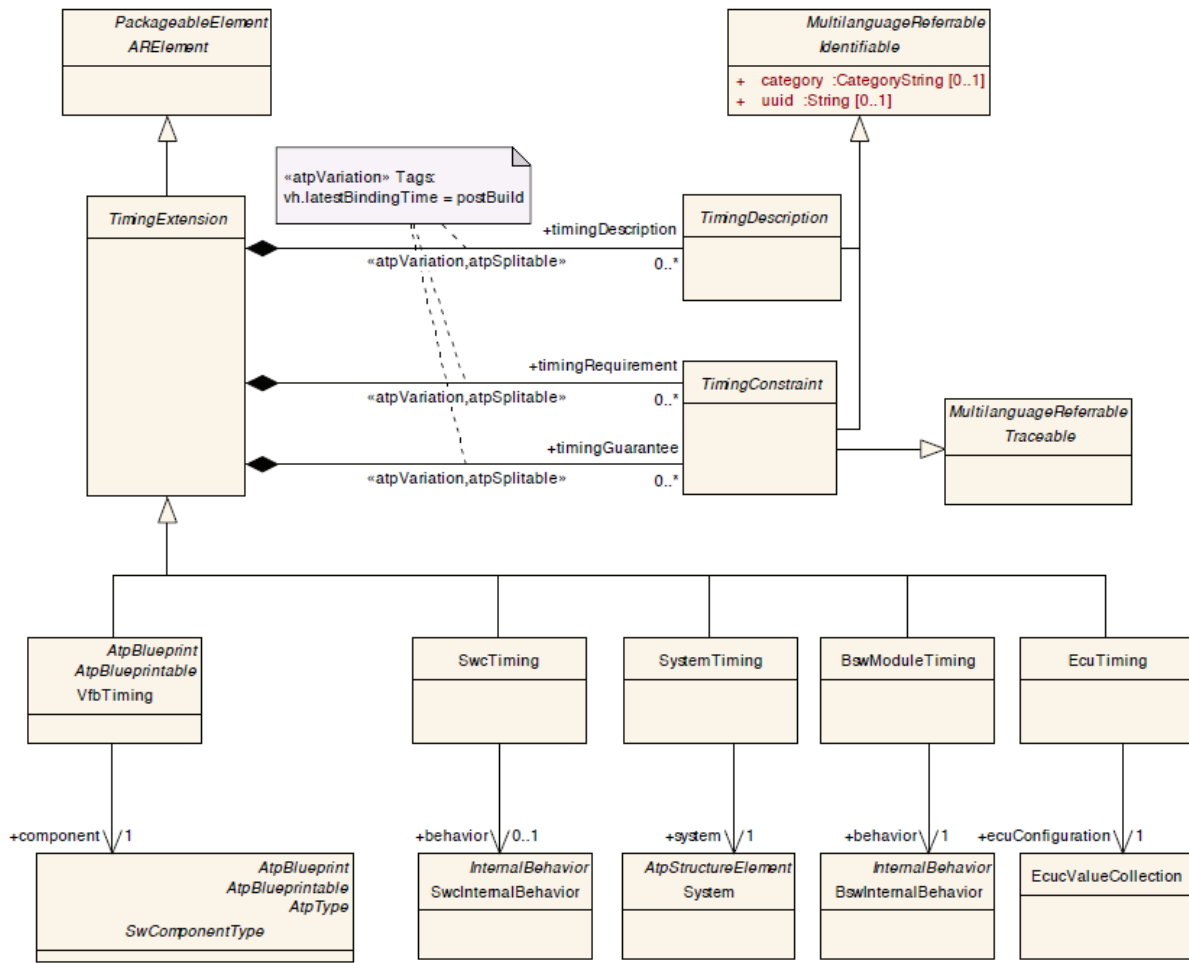 PackageableElement
ARElement
MultilanguageReferrable
Identifiable
+ category :CategoryString [0..1]
+ uuid :String [0..1]
«atpVariation» Tags:
vh.latestBindingTime = postBuild
TimingExtension
TimingDescription
+timingDescription
«atpVariation,atpSplitable»
0..*
+timingRequirement
«atpVariation,atpSplitable»
0..*
TimingConstraint
MultilanguageReferrable
Traceable
+timingGuarantee
«atpVariation,atpSplitable»
0..*
AtpBlueprint
AtpBlueprintable
VfbTiming
SwcTiming
SystemTiming
BswModuleTiming
EcuTiming
+component 1
+behavior 0..1
+system 1
+behavior 1
+ecuConfiguration 1
AtpBlueprint
AtpBlueprintable
AtpType
SwComponentType
InternalBehavior
SwcInternalBehavior
AtpStructureElement
System
InternalBehavior
BswInternalBehavior
EcucValueCollection